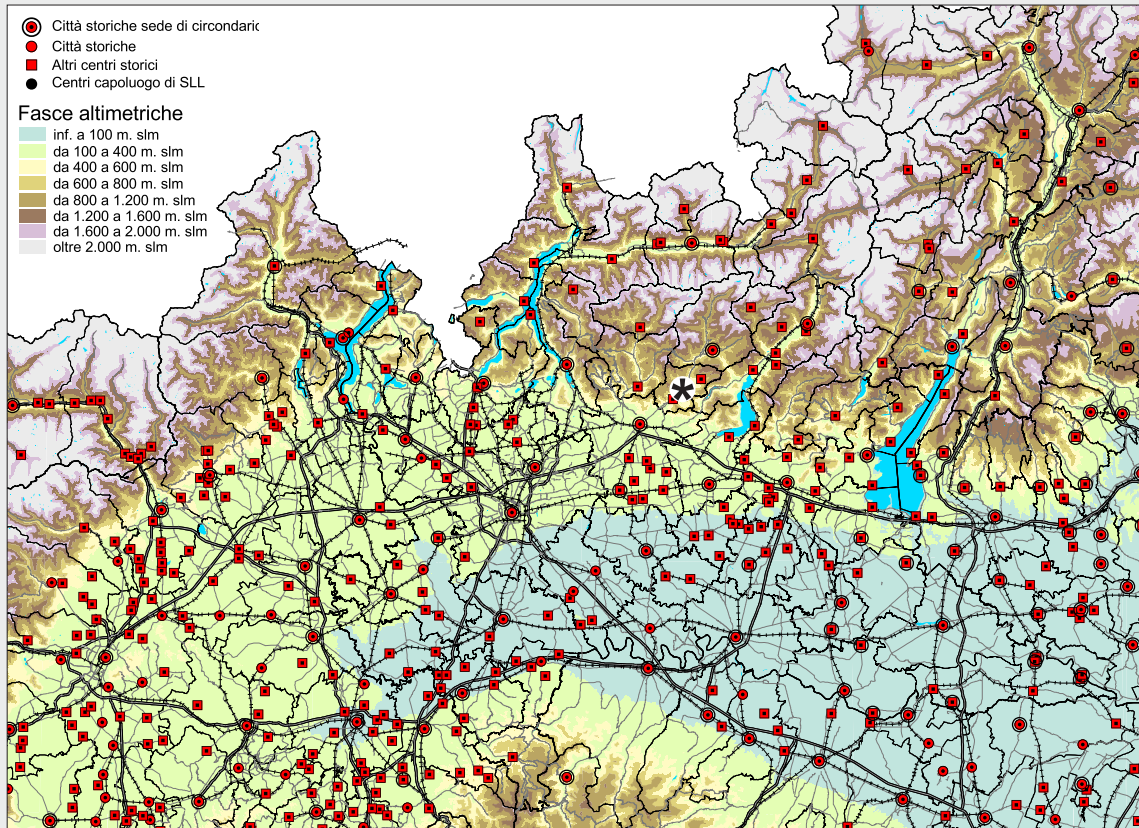 Città storiche sede di circondaric
Città storiche
Altri centri storici
Centri capoluogo di SLL
Fasce altimetriche
inf. a 100 m. slm
da 100 a 400 m. slm
da 400 a 600 m. slm
da 600 a 800 m. slm
da 800 a 1.200 m. slm
da 1.200 a 1.600 m. slm
da 1.600 a 2.000 m. slm
oltre 2.000 m. slm
*